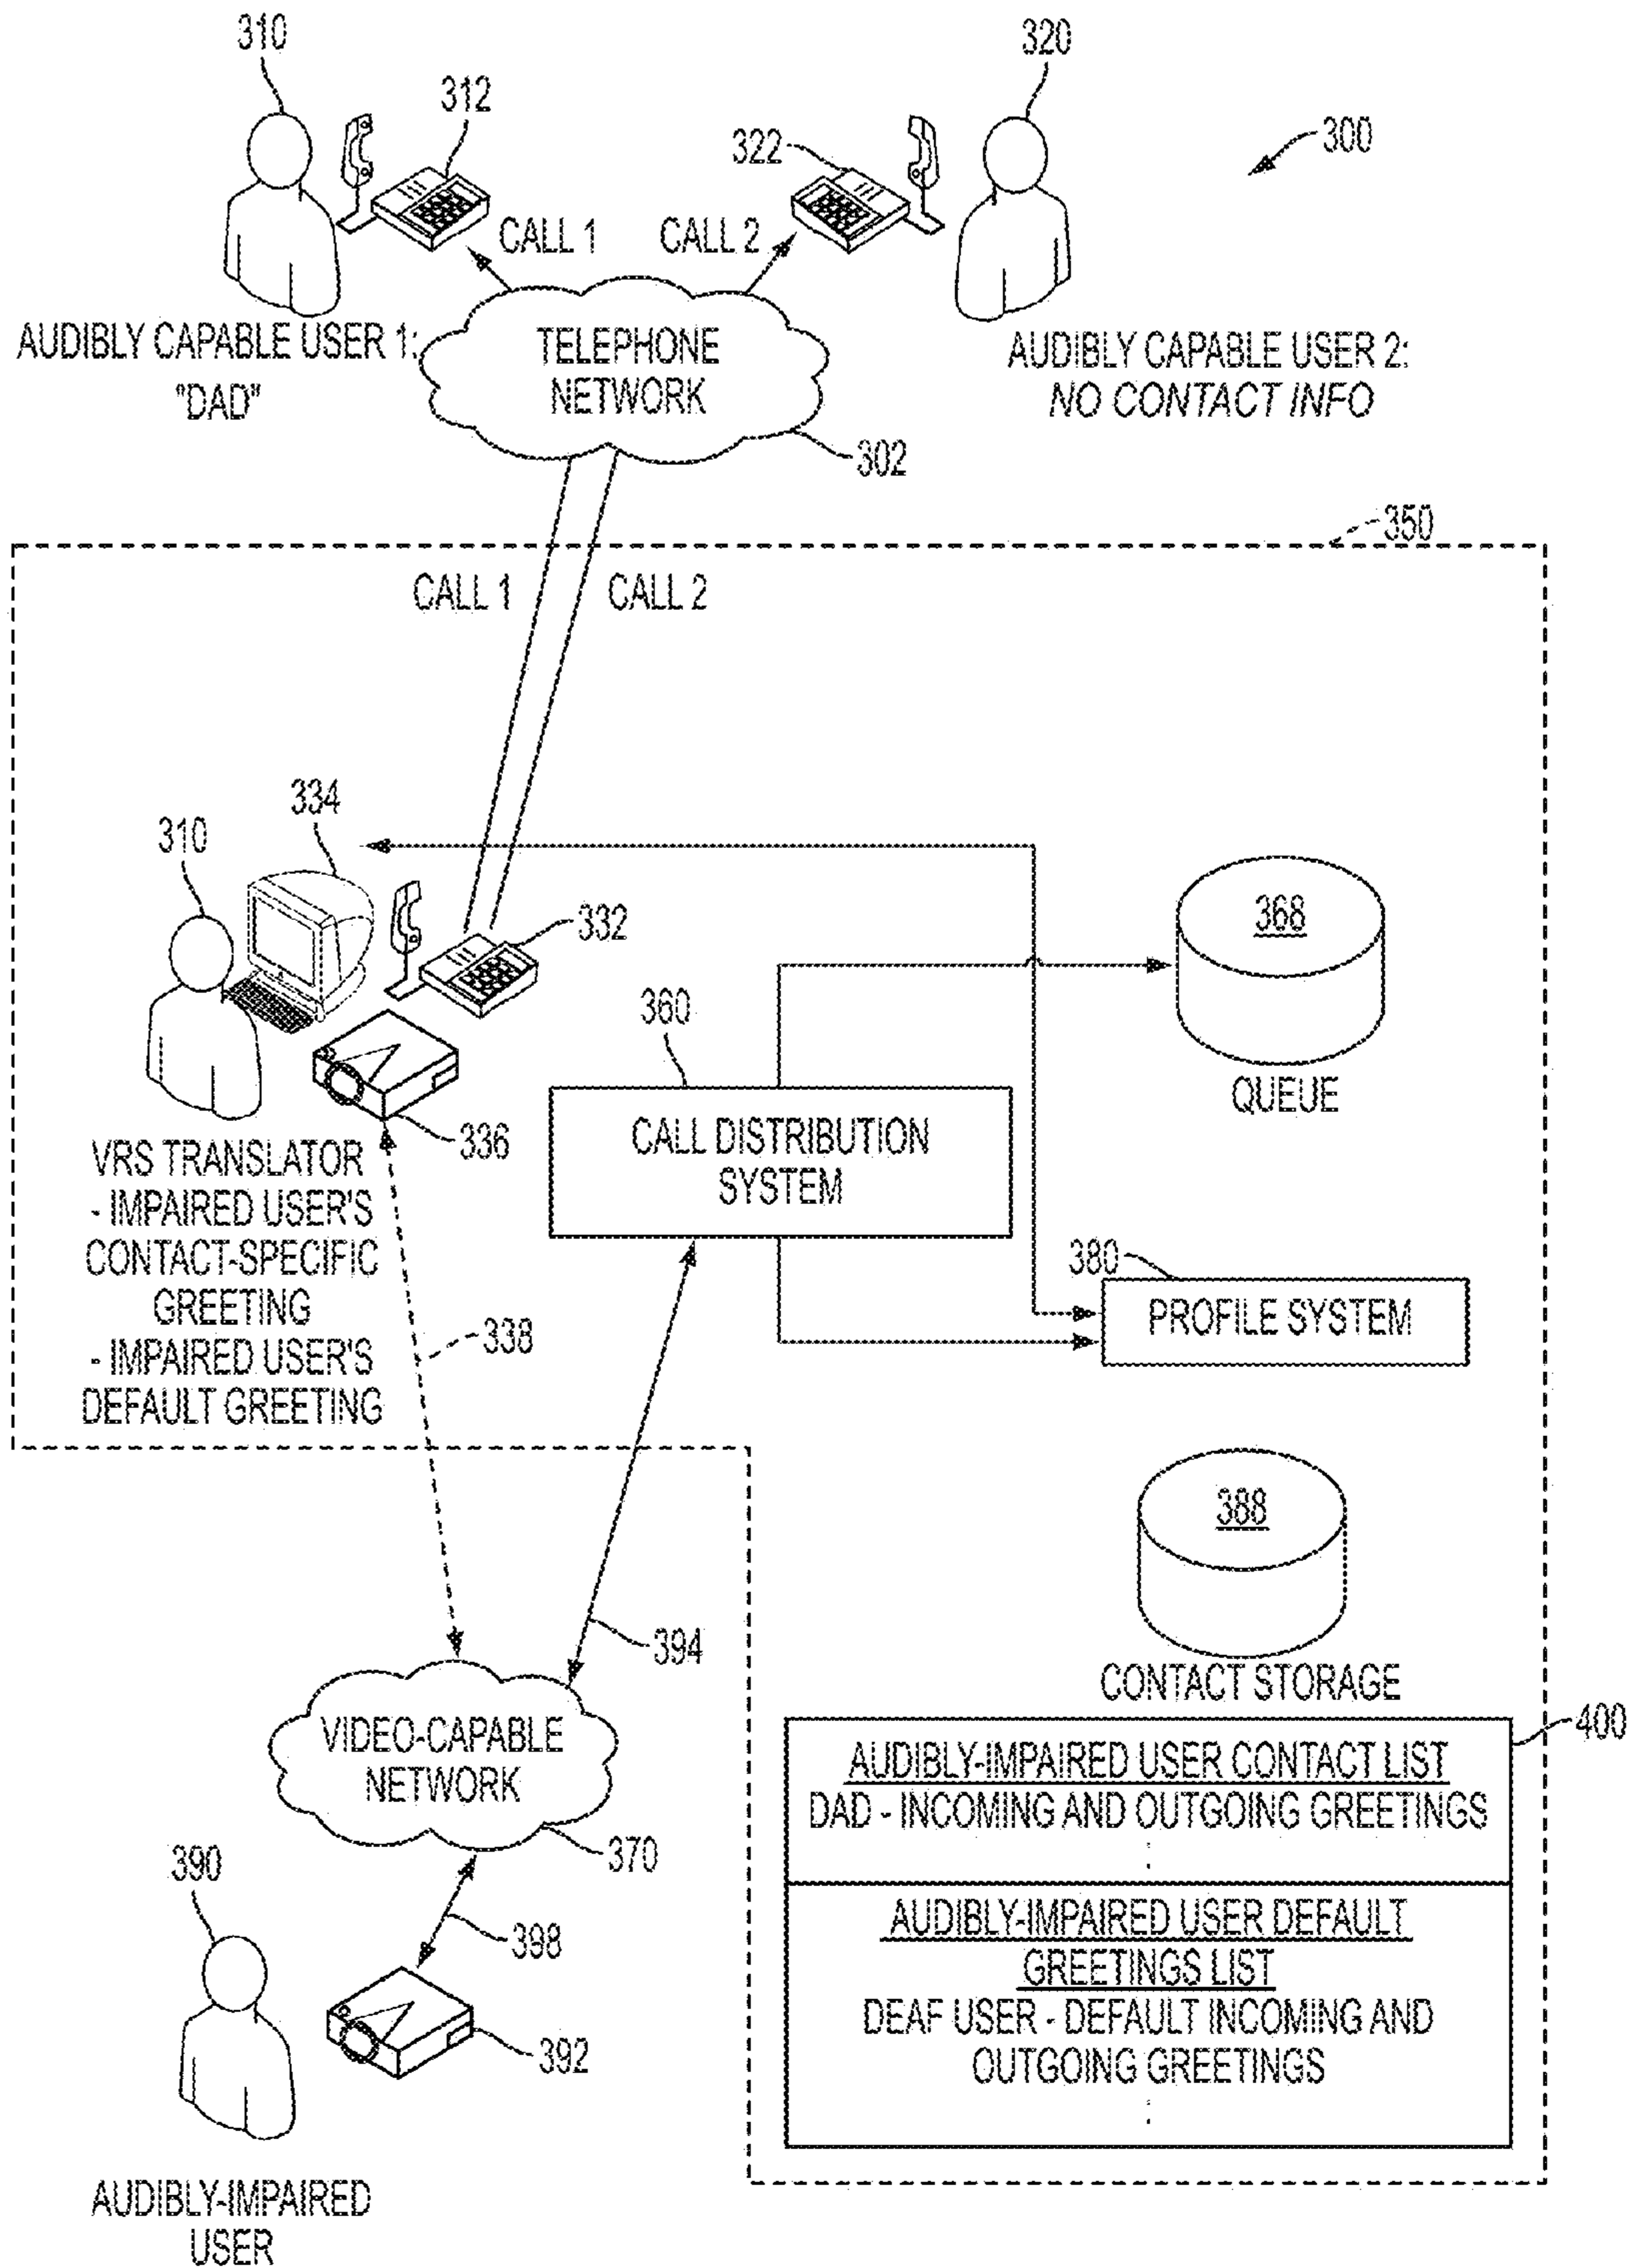 310
320
312
322
300
CALL 1
CALL 2
AUDIBLY CAPABLE USER 1:
"DAD"
TELEPHONE
NETWORK
AUDIBLY CAPABLE USER 2:
NO CONTACT INFO
302
350
CALL 1
CALL 2
334
310
332
368
QUEUE
360
336
CALL DISTRIBUTION
SYSTEM
VRS TRANSLATOR
- IMPAIRED USER'S
CONTACT-SPECIFIC
GREETING
- IMPAIRED USER'S
DEFAULT GREETING
338
380
PROFILE SYSTEM
388
CONTACT STORAGE
394
VIDEO-CAPABLE
NETWORK
370
400
AUDIBLY-IMPAIRED USER CONTACT LIST
DAD - INCOMING AND OUTGOING GREETINGS
:
AUDIBLY-IMPAIRED USER DEFAULT
GREETINGS LIST
DEAF USER - DEFAULT INCOMING AND
OUTGOING GREETINGS
:
390
398
392
AUDIBLY-IMPAIRED
USER